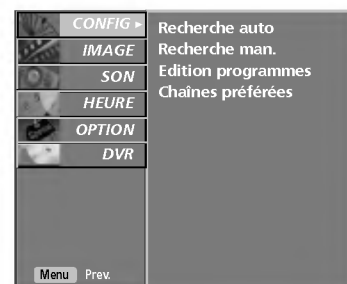 CONFIG ►
IMAGE
SON
HEURE
OPTION
DVR
Menu Prev.
Recherche auto
Recherche man.
Edition programmes
Chaînes préférées